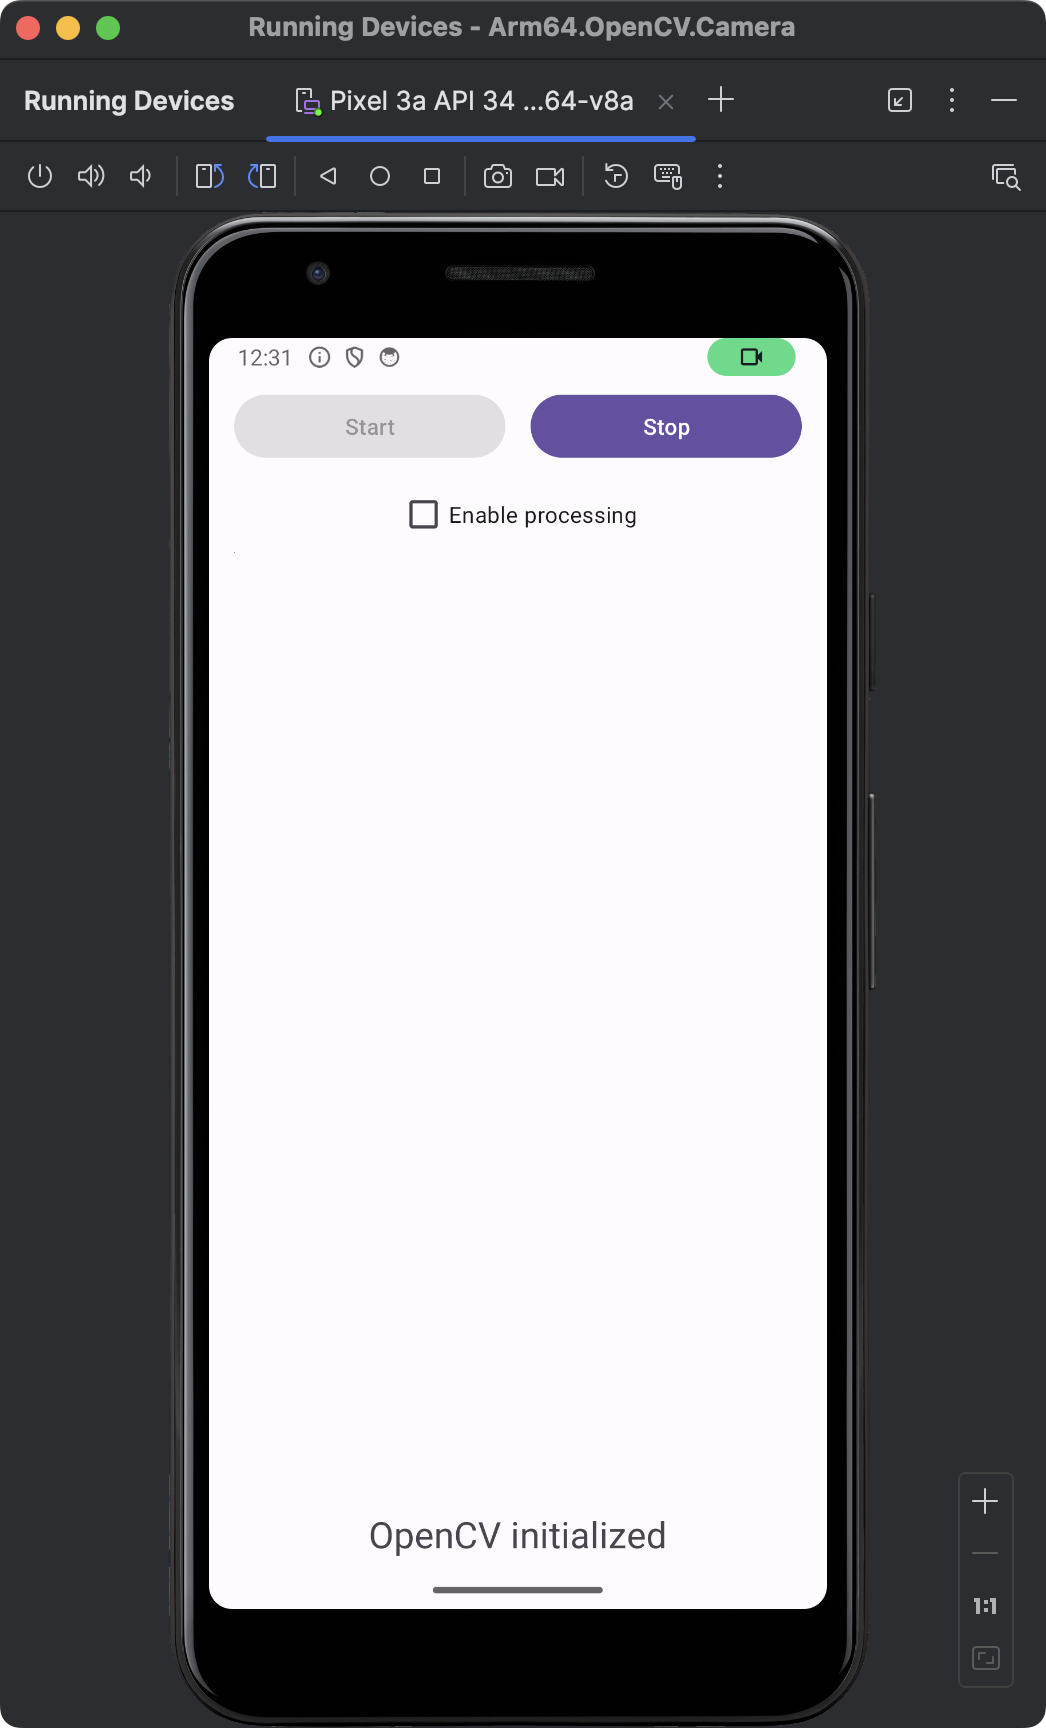 Running Devices - Arm64.OpenCV.Camera
Running Devices
Pixel 3a API 34 ...64-v8a
12:31
Start
Stop
Enable processing
OpenCV initialized
1:1